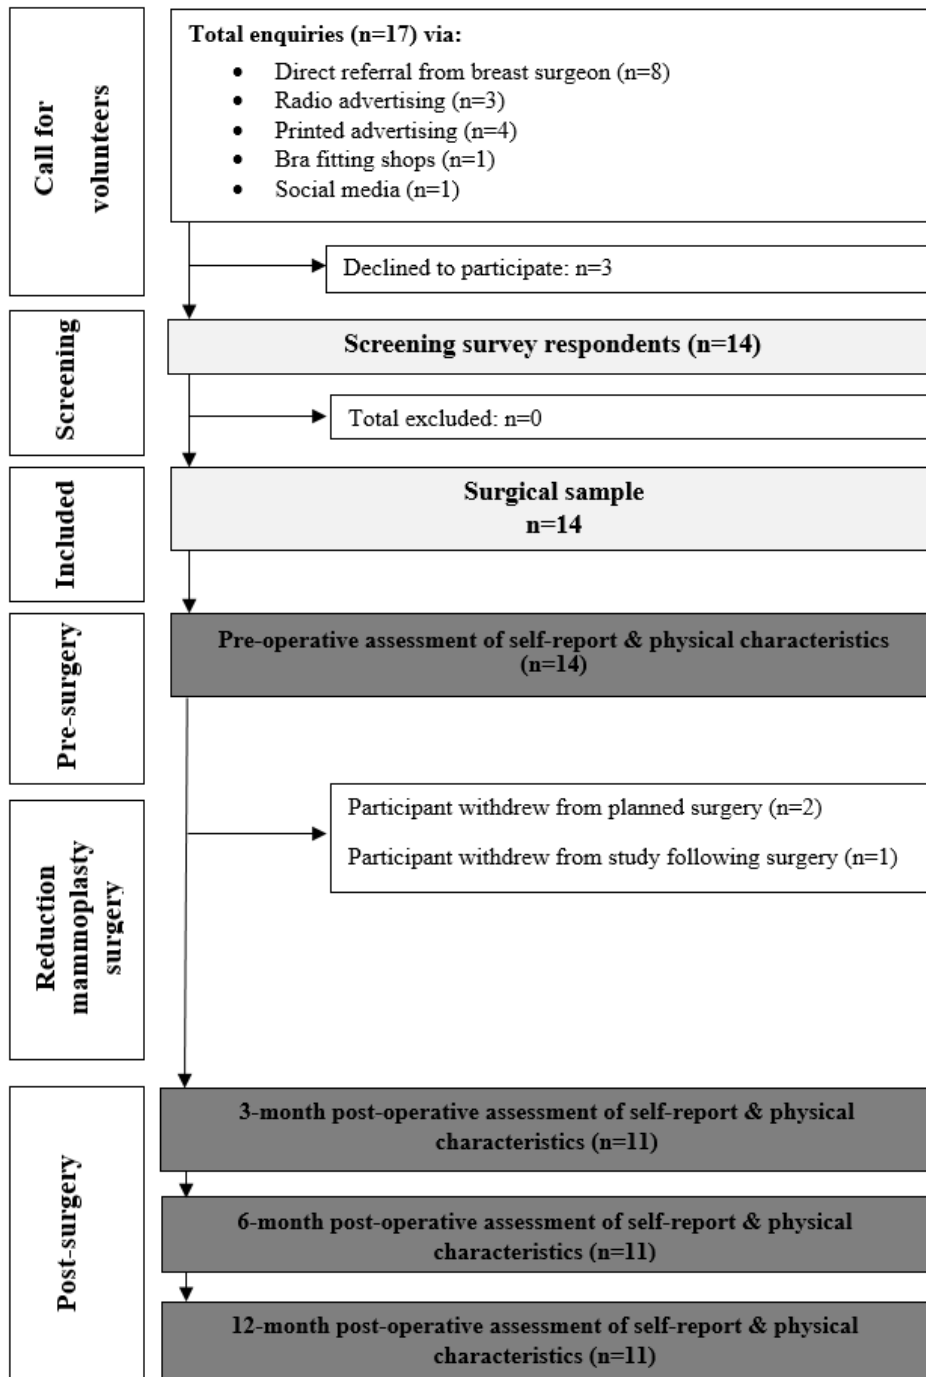 Call for
volunteers
Total enquiries (n=17) via:
• Direct referral from breast surgeon (n=8)
• Radio advertising (n=3)
• Printed advertising (n=4)
• Bra fitting shops (n=1)
• Social media (n=1)
Declined to participate: n=3
Screening
Screening survey respondents (n=14)
Total excluded: n=0
Included
Surgical sample
n=14
Pre-surgery
Pre-operative assessment of self-report & physical characteristics
(n=14)
Reduction
mammoplasty
surgery
Participant withdrew from planned surgery (n=2)
Participant withdrew from study following surgery (n=1)
Post-surgery
3-month post-operative assessment of self-report & physical
characteristics (n=11)
6-month post-operative assessment of self-report & physical
characteristics (n=11)
12-month post-operative assessment of self-report & physical
characteristics (n=11)